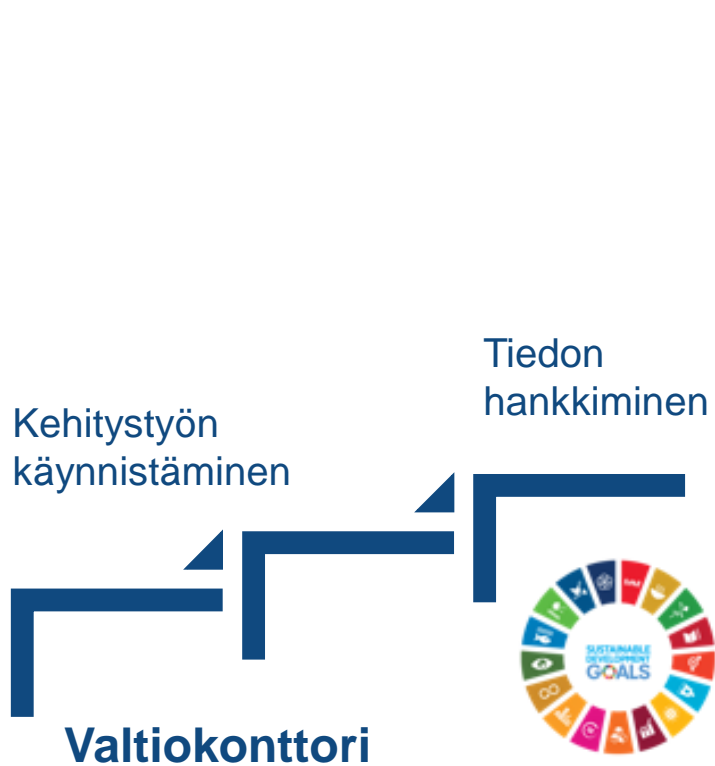 Tiedon
hankkiminen
Kehitystyön
käynnistäminen
SUSTAINABLE
DEVELOPMENT
GOALS
Valtiokonttori